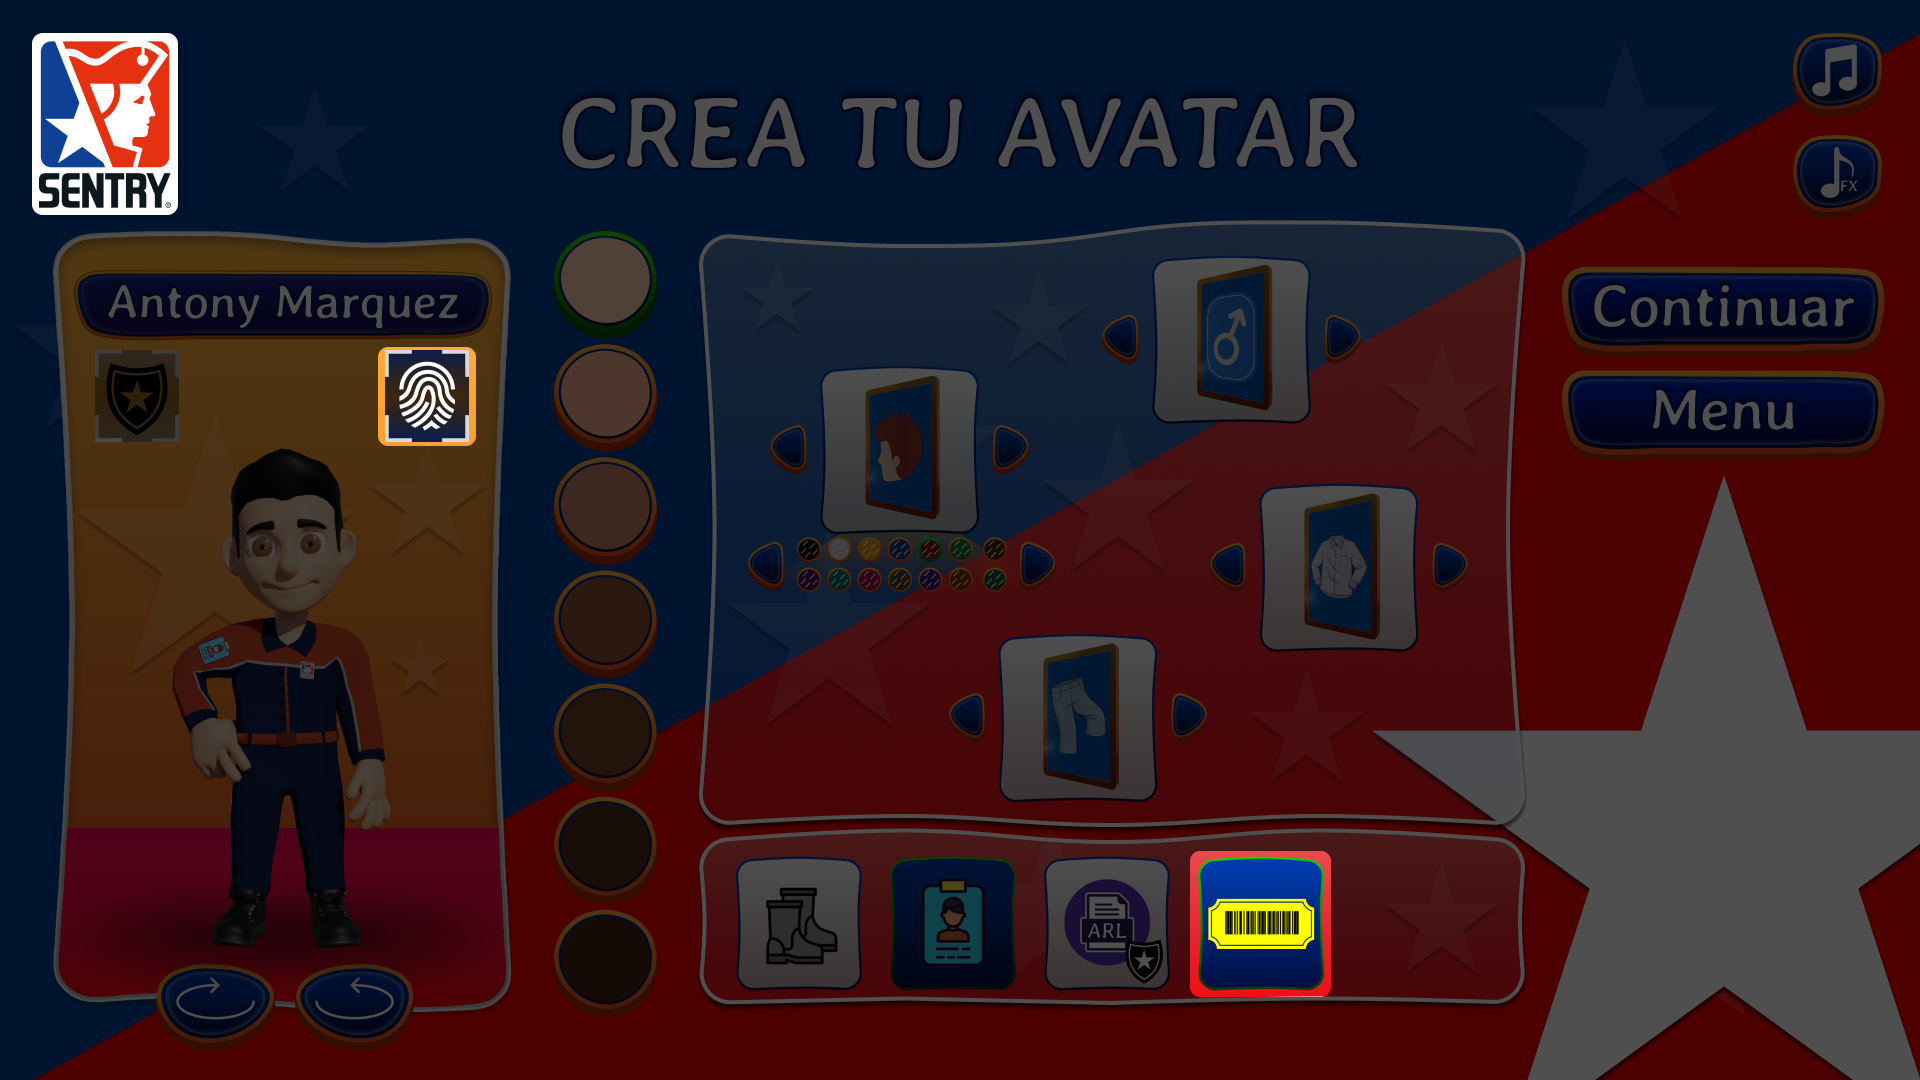 SENTRY®
CREA TU AVATAR
FX
Antony Marquez
Continuar
Menu
ARL